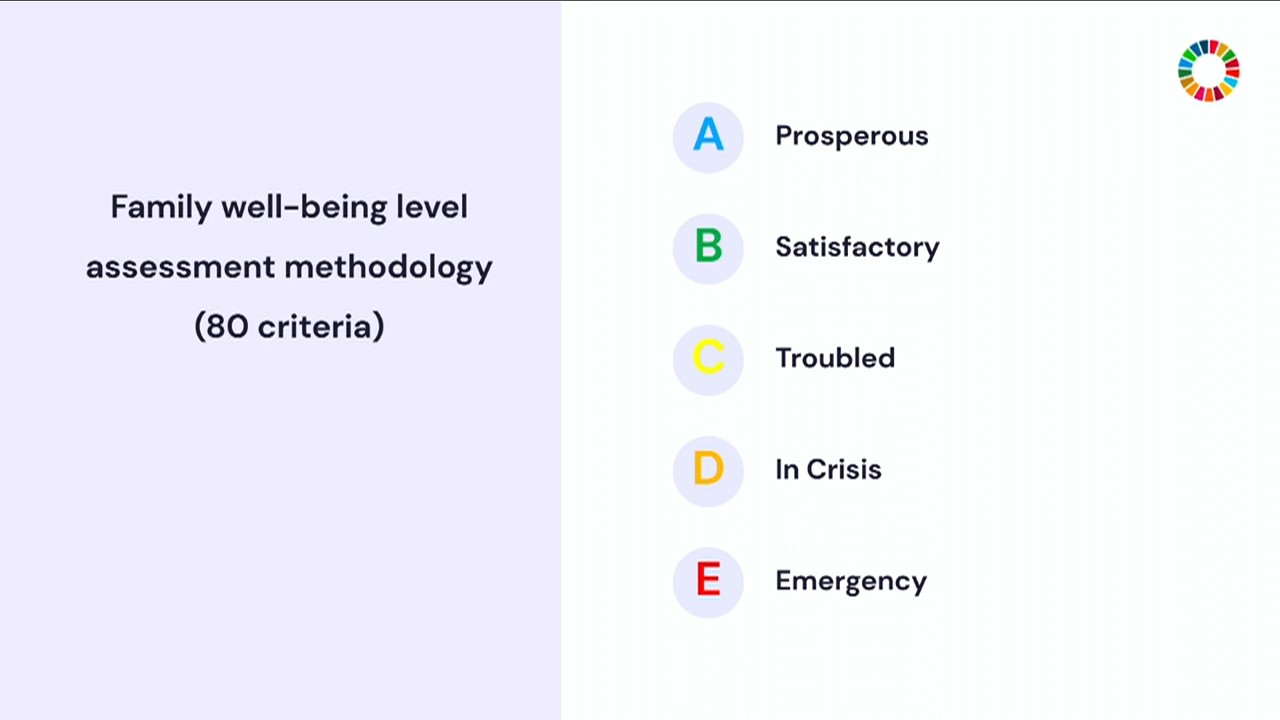 Family well-being level
assessment methodology
(80 criteria)
A Prosperous
B Satisfactory
C Troubled
D In Crisis
E Emergency